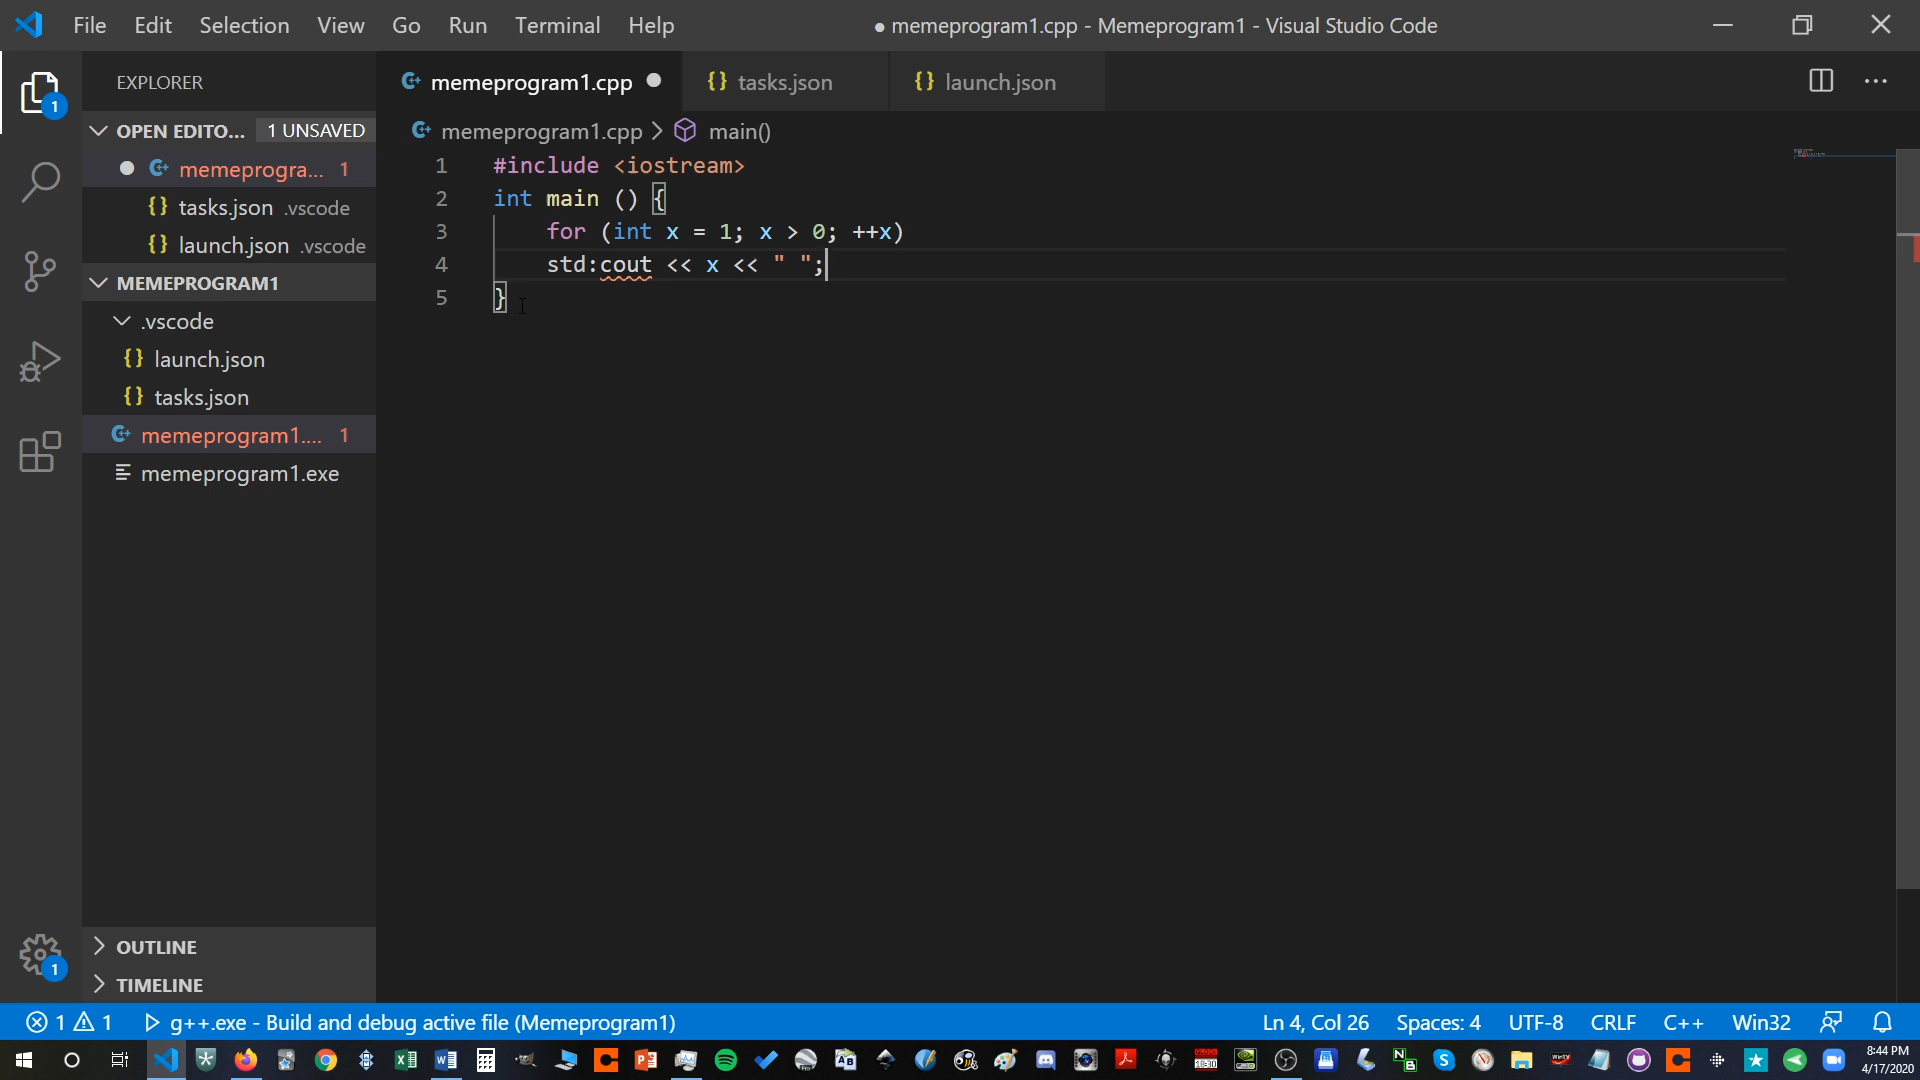 File Edit Selection View Go Run Terminal Help
● memeprogram1.cpp - Memeprogram1 - Visual Studio Code
EXPLORER
OPEN EDITO... 1 UNSAVED
memeprogra... 1
{} tasks.json .vscode
{} launch.json .vscode
MEMEPROGRAM1
.vscode
{} launch.json
{} tasks.json
memeprogram1.... 1
memeprogram1.exe
OUTLINE
TIMELINE
1
1
memeprogram1.cpp ● {} tasks.json {} launch.json
memeprogram1.cpp > main()
1 #include <iostream>
2 int main () {
3 for (int x = 1; x > 0; ++x)
4 std:cout << x << " ";
5 }
1 1 g++.exe - Build and debug active file (Memeprogram1)
Ln 4, Col 26 Spaces: 4 UTF-8 CRLF C++ Win32
8:44 PM
4/17/2020